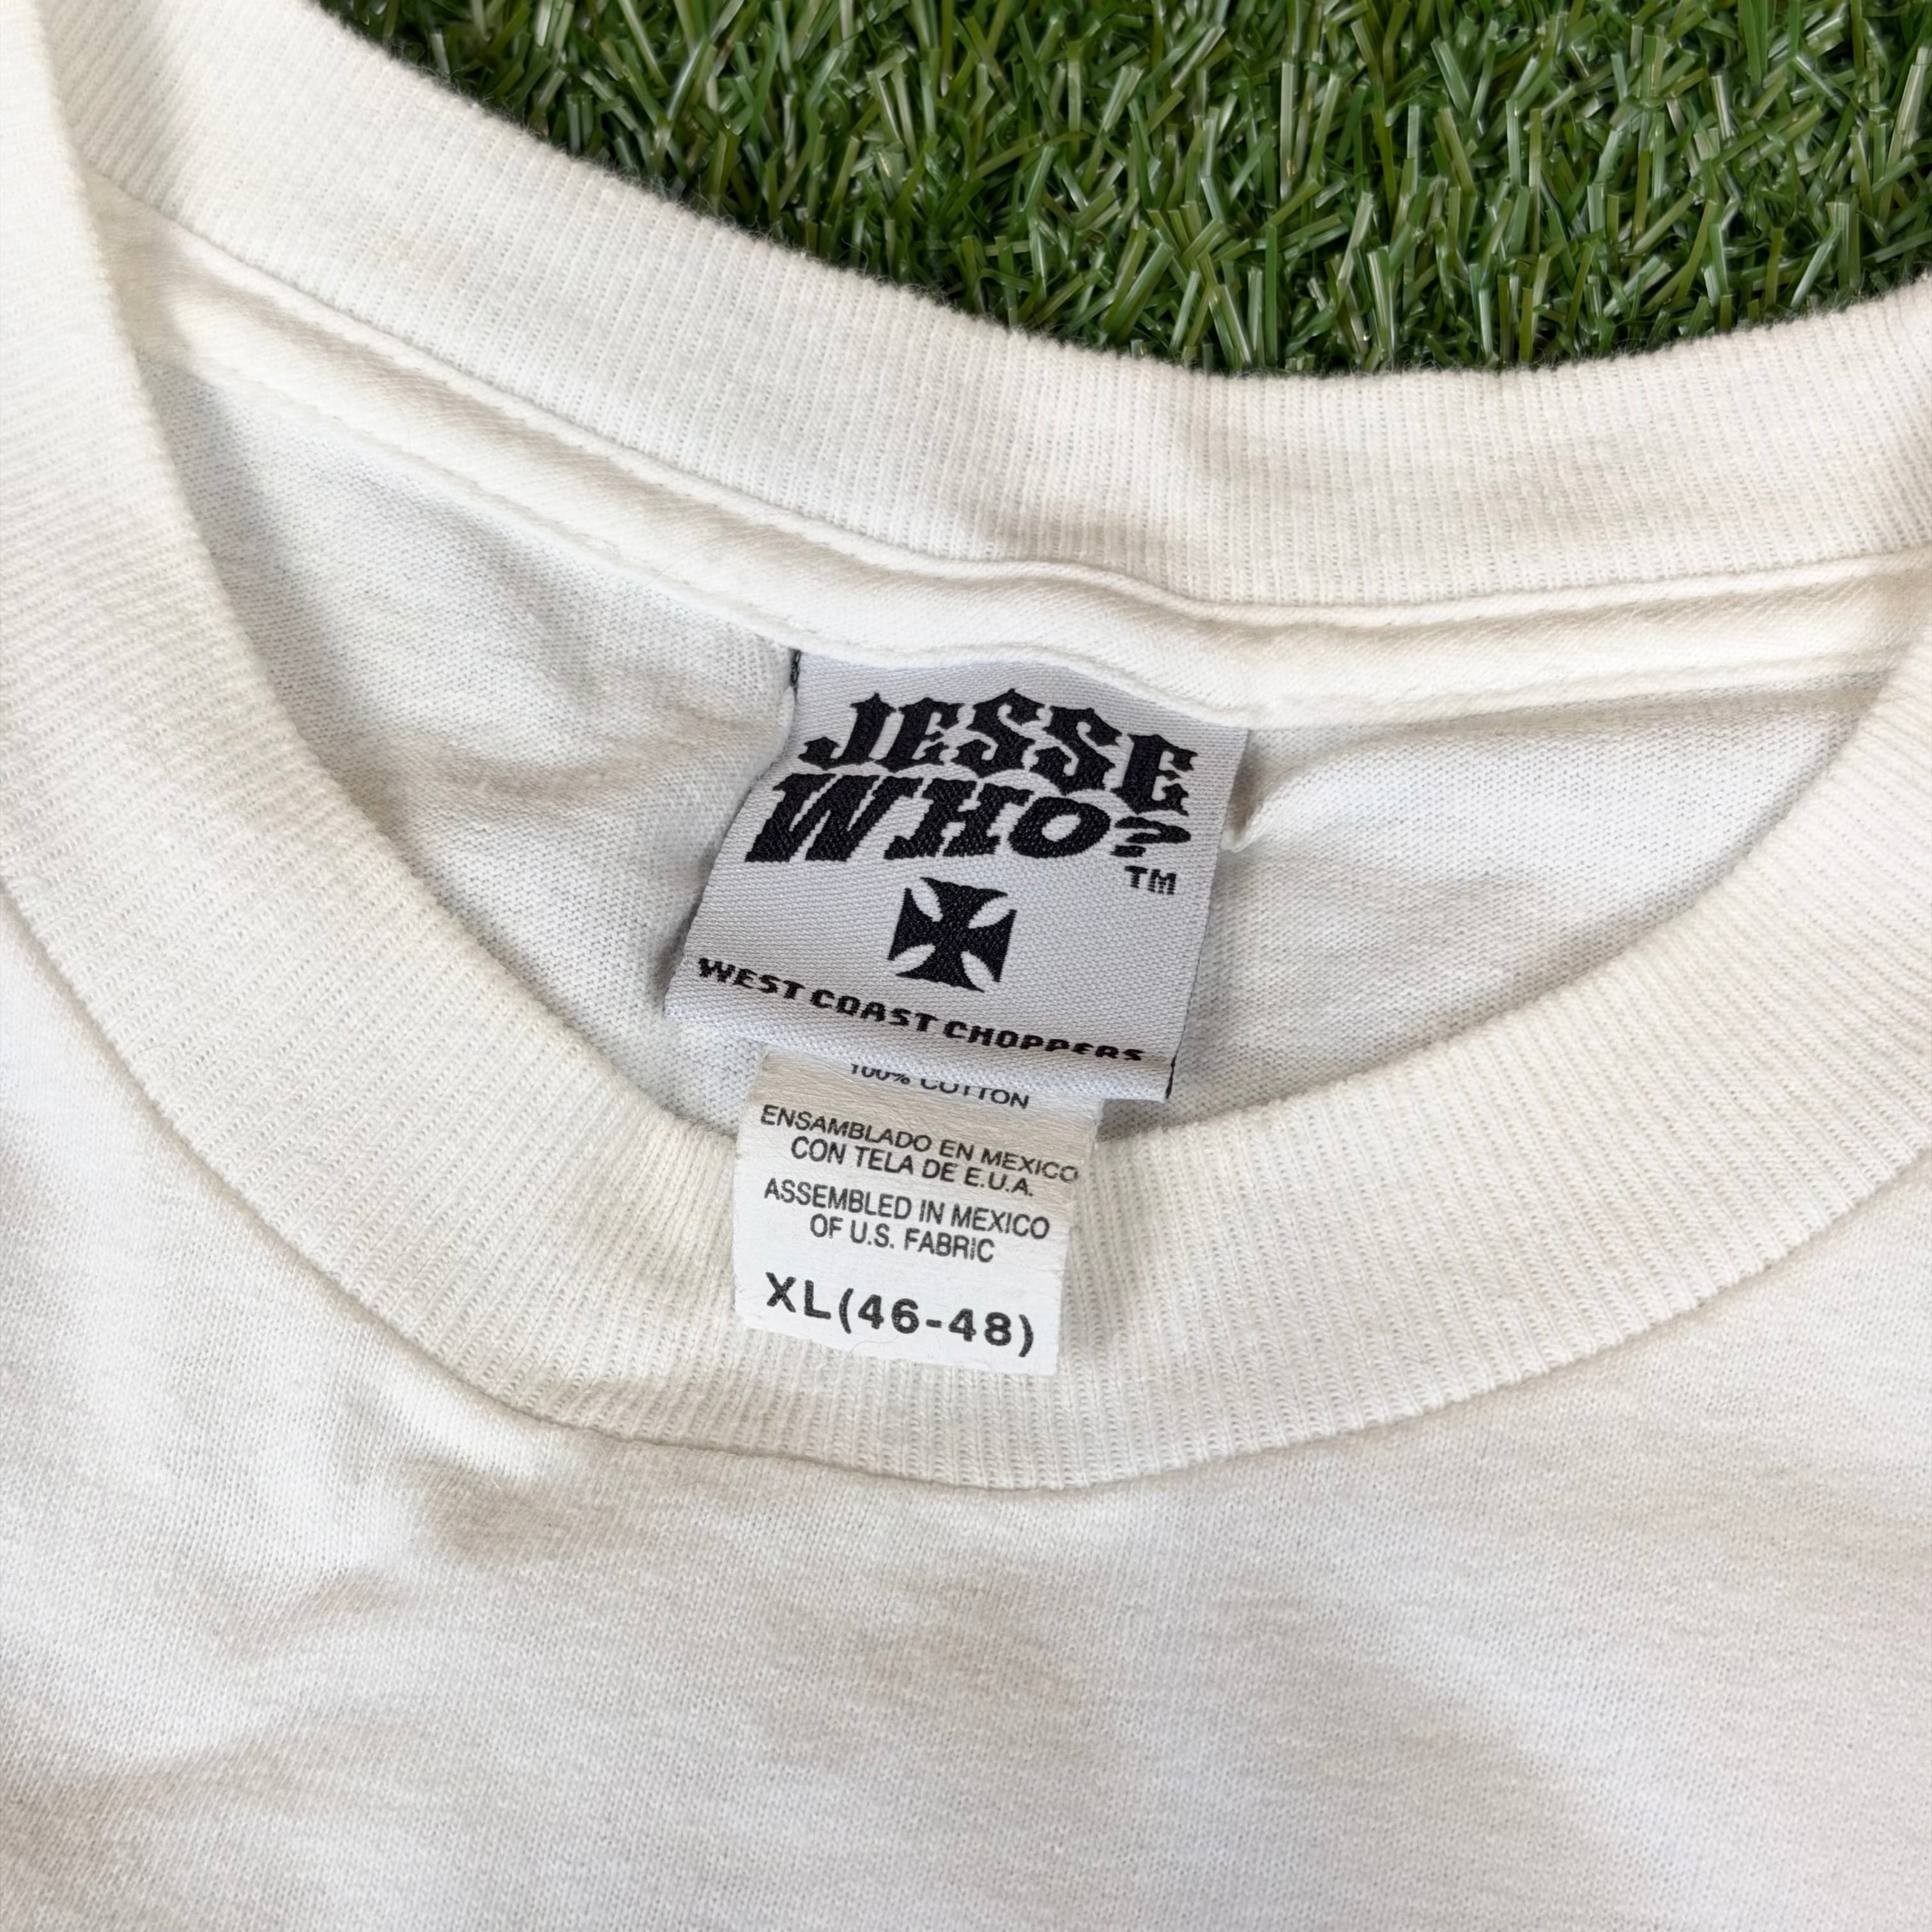 JESSE
WHO?
TM
WEST COAST CHOPPERS
100% COTTON
ENSAMBLADO EN MEXICO
CON TELA DE E.U.A.
ASSEMBLED IN MEXICO
OF U.S. FABRIC
XL(46-48)